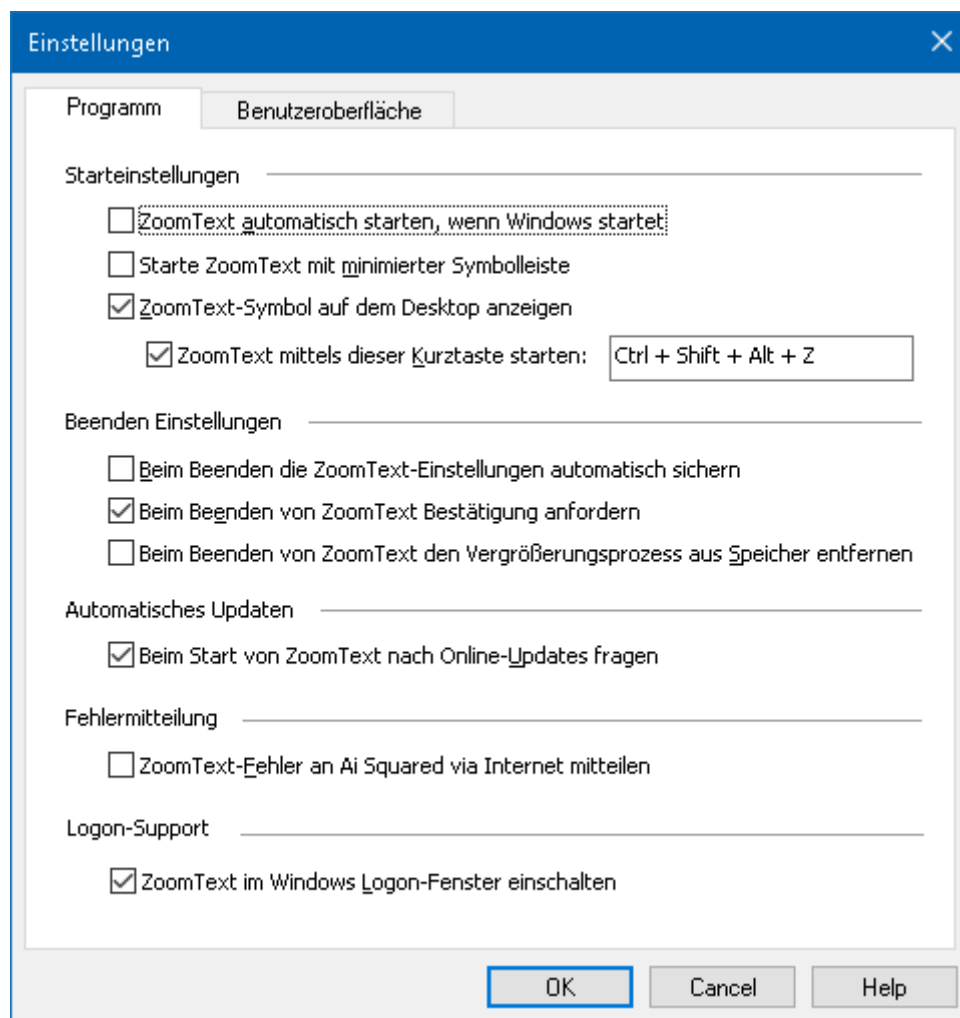 Einstellungen
Programm
Benutzeroberfläche
Starteinstellungen
ZoomText automatisch starten, wenn Windows startet
Starte ZoomText mit minimierter Symbolleiste
ZoomText-Symbol auf dem Desktop anzeigen
ZoomText mittels dieser Kurztaste starten: Ctrl + Shift + Alt + Z
Beenden Einstellungen
Beim Beenden die ZoomText-Einstellungen automatisch sichern
Beim Beenden von ZoomText Bestätigung anfordern
Beim Beenden von ZoomText den Vergrößerungsprozess aus Speicher entfernen
Automatisches Updaten
Beim Start von ZoomText nach Online-Updates fragen
Fehlermitteilung
ZoomText-Fehler an Ai Squared via Internet mitteilen
Logon-Support
ZoomText im Windows Logon-Fenster einschalten
OK
Cancel
Help